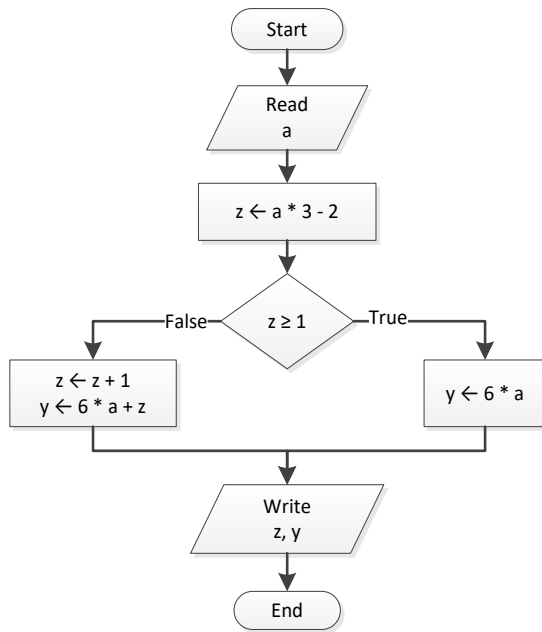 Start
Read
a
z ← a * 3 - 2
z ≥ 1
False
True
z ← z + 1
y ← 6 * a + z
y ← 6 * a
Write
z, y
End